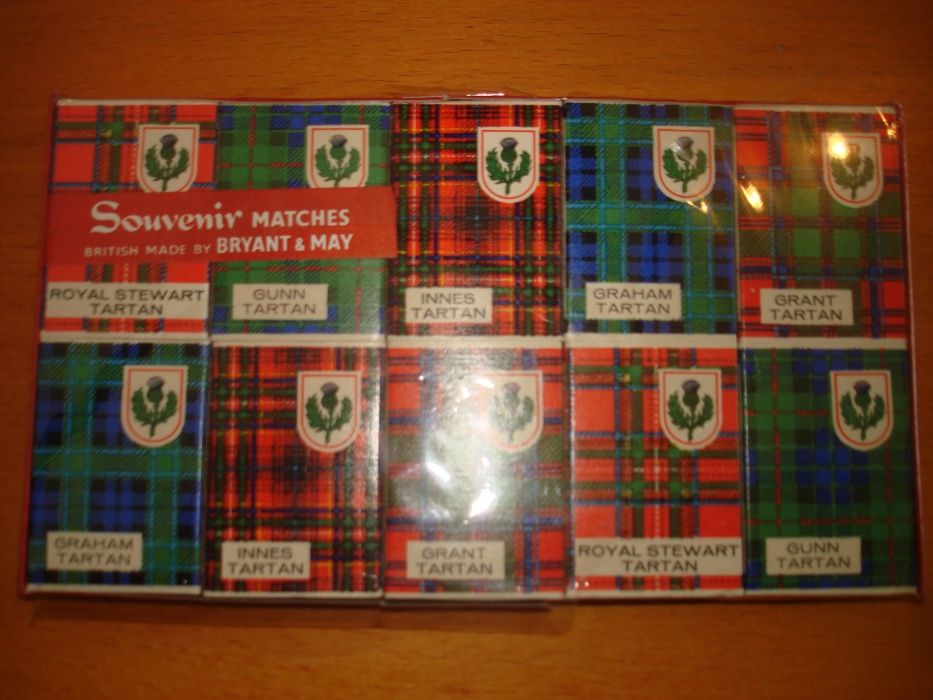 Souvenir MATCHES
BRITISH MADE BY BRYANT & MAY
ROYAL STEWART
TARTAN
GUNN
TARTAN
INNES
TARTAN
GRAHAM
TARTAN
GRANT
TARTAN
GRAHAM
TARTAN
INNES
TARTAN
GRANT
TARTAN
ROYAL STEWART
TARTAN
GUNN
TARTAN